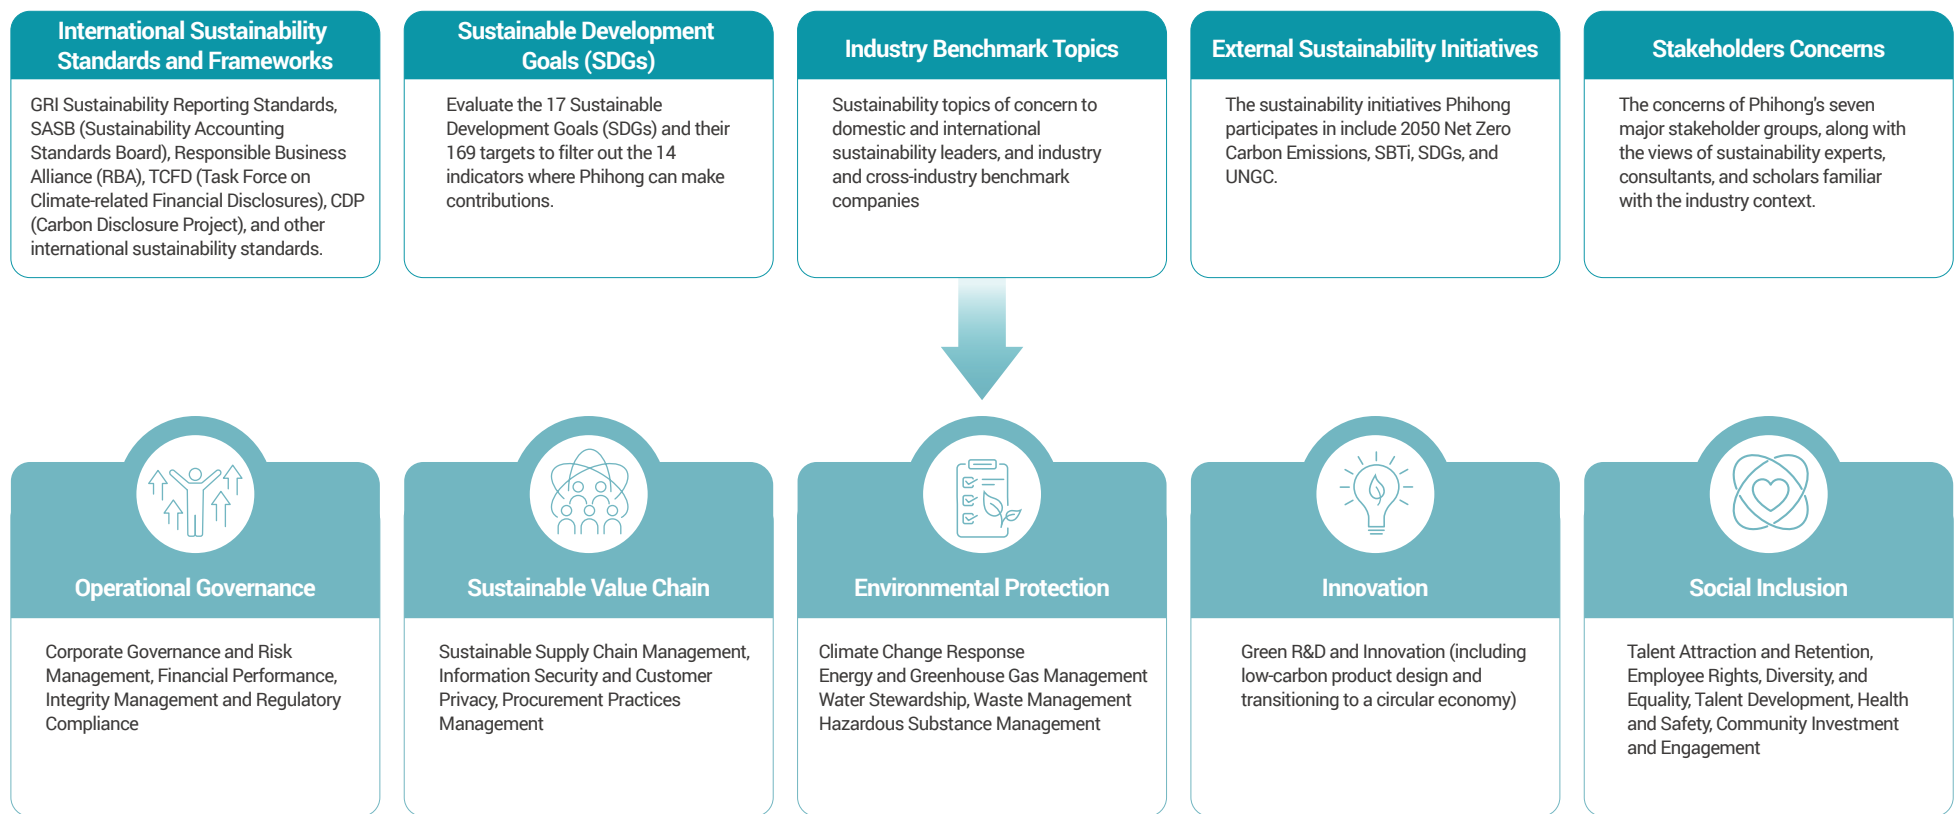 International Sustainability
Standards and Frameworks
GRI Sustainability Reporting Standards,
SASB (Sustainability Accounting
Standards Board), Responsible Business
Alliance (RBA), TCFD (Task Force on
Climate-related Financial Disclosures), CDP
(Carbon Disclosure Project), and other
international sustainability standards.
Sustainable Development
Goals (SDGs)
Evaluate the 17 Sustainable
Development Goals (SDGs) and their
169 targets to filter out the 14
indicators where Phihong can make
contributions.
Industry Benchmark Topics
Sustainability topics of concern to
domestic and international
sustainability leaders, and industry
and cross-industry benchmark
companies
External Sustainability Initiatives
The sustainability initiatives Phihong
participates in include 2050 Net Zero
Carbon Emissions, SBTi, SDGs, and
UNGC.
Stakeholders Concerns
The concerns of Phihong's seven
major stakeholder groups, along with
the views of sustainability experts,
consultants, and scholars familiar
with the industry context.
Operational Governance
Corporate Governance and Risk
Management, Financial Performance,
Integrity Management and Regulatory
Compliance
Sustainable Value Chain
Sustainable Supply Chain Management,
Information Security and Customer
Privacy, Procurement Practices
Management
Environmental Protection
Climate Change Response
Energy and Greenhouse Gas Management
Water Stewardship, Waste Management
Hazardous Substance Management
Innovation
Green R&D and Innovation (including
low-carbon product design and
transitioning to a circular economy)
Social Inclusion
Talent Attraction and Retention,
Employee Rights, Diversity, and
Equality, Talent Development, Health
and Safety, Community Investment
and Engagement